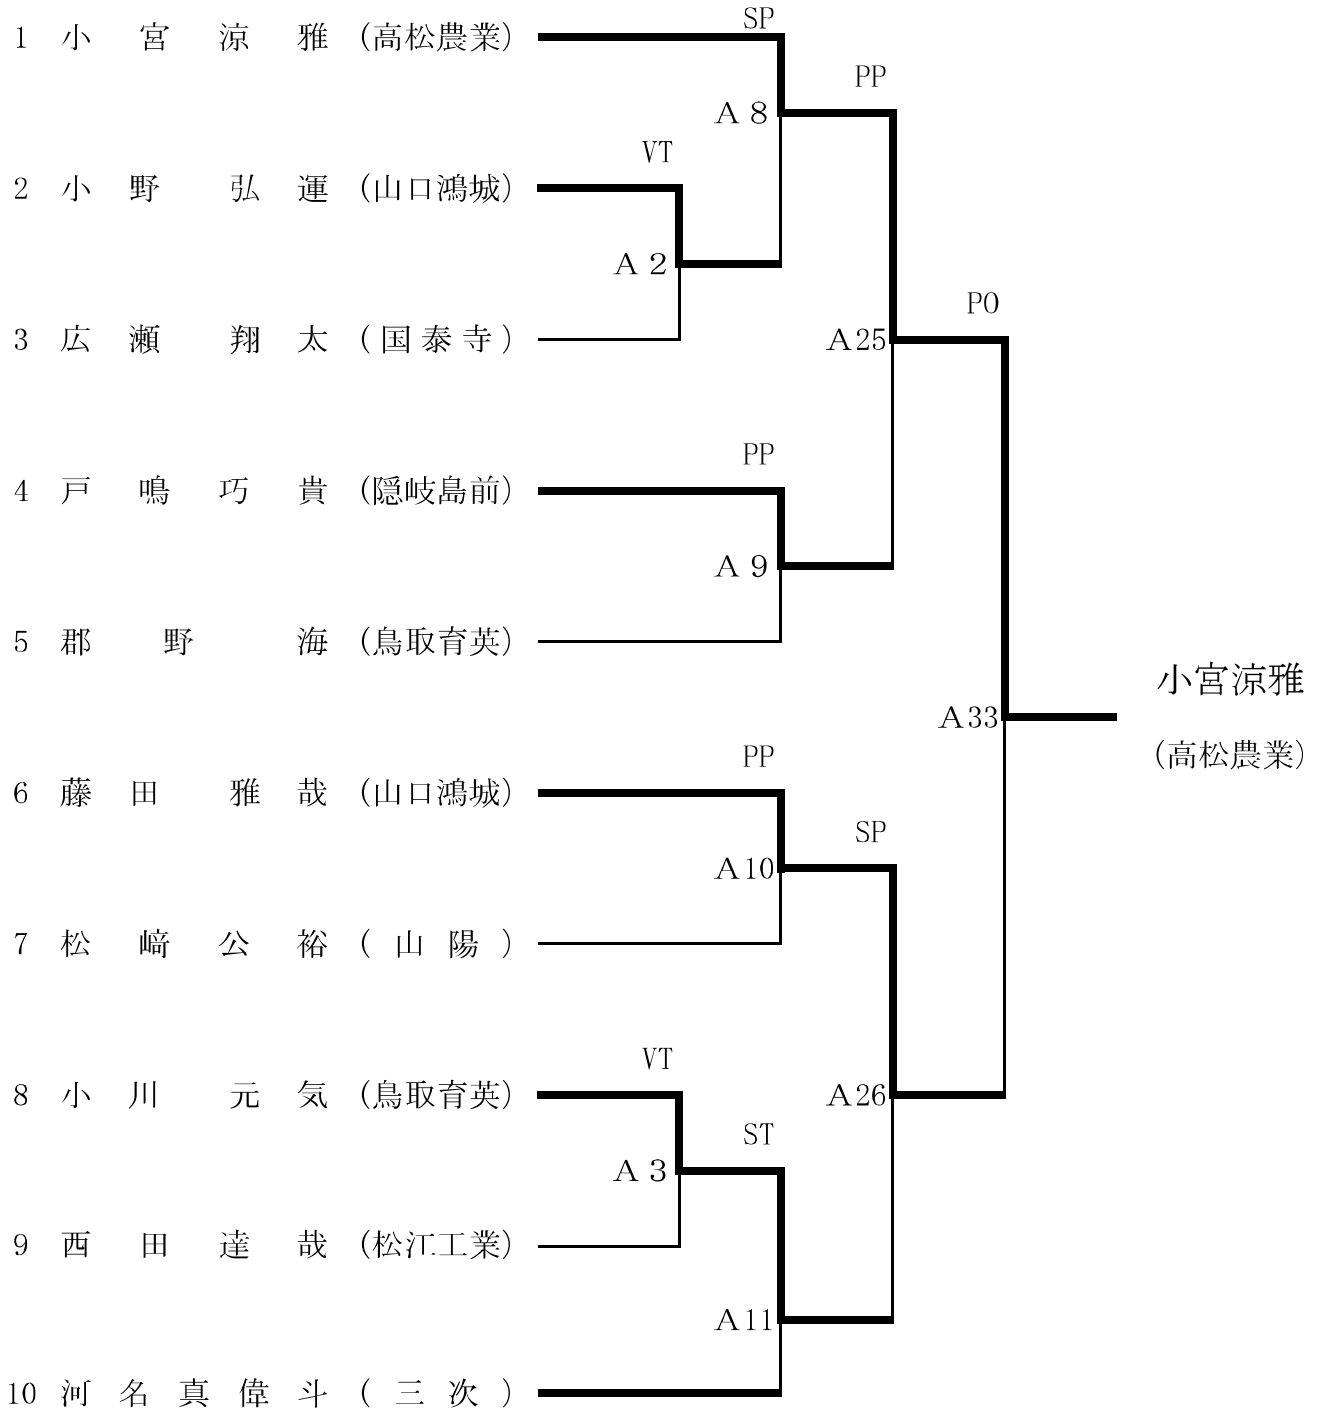 SP
1 小宮涼雅 (高松農業)
PP
A 8
VT
2 小野弘運 (山口鴻城)
A 2
PO
3 広瀬翔太 (国泰寺)
A25
PP
4 戸鳴巧貴 (隠岐島前)
A 9
5 郡野海 (鳥取育英)
小宮涼雅
A33
(高松農業)
PP
6 藤田雅哉 (山口鴻城)
SP
A10
7 松﨑公裕 (山陽)
VT
8 小川元気 (鳥取育英)
A26
ST
A 3
9 西田達哉 (松江工業)
A11
10 河名真偉斗 (三次)